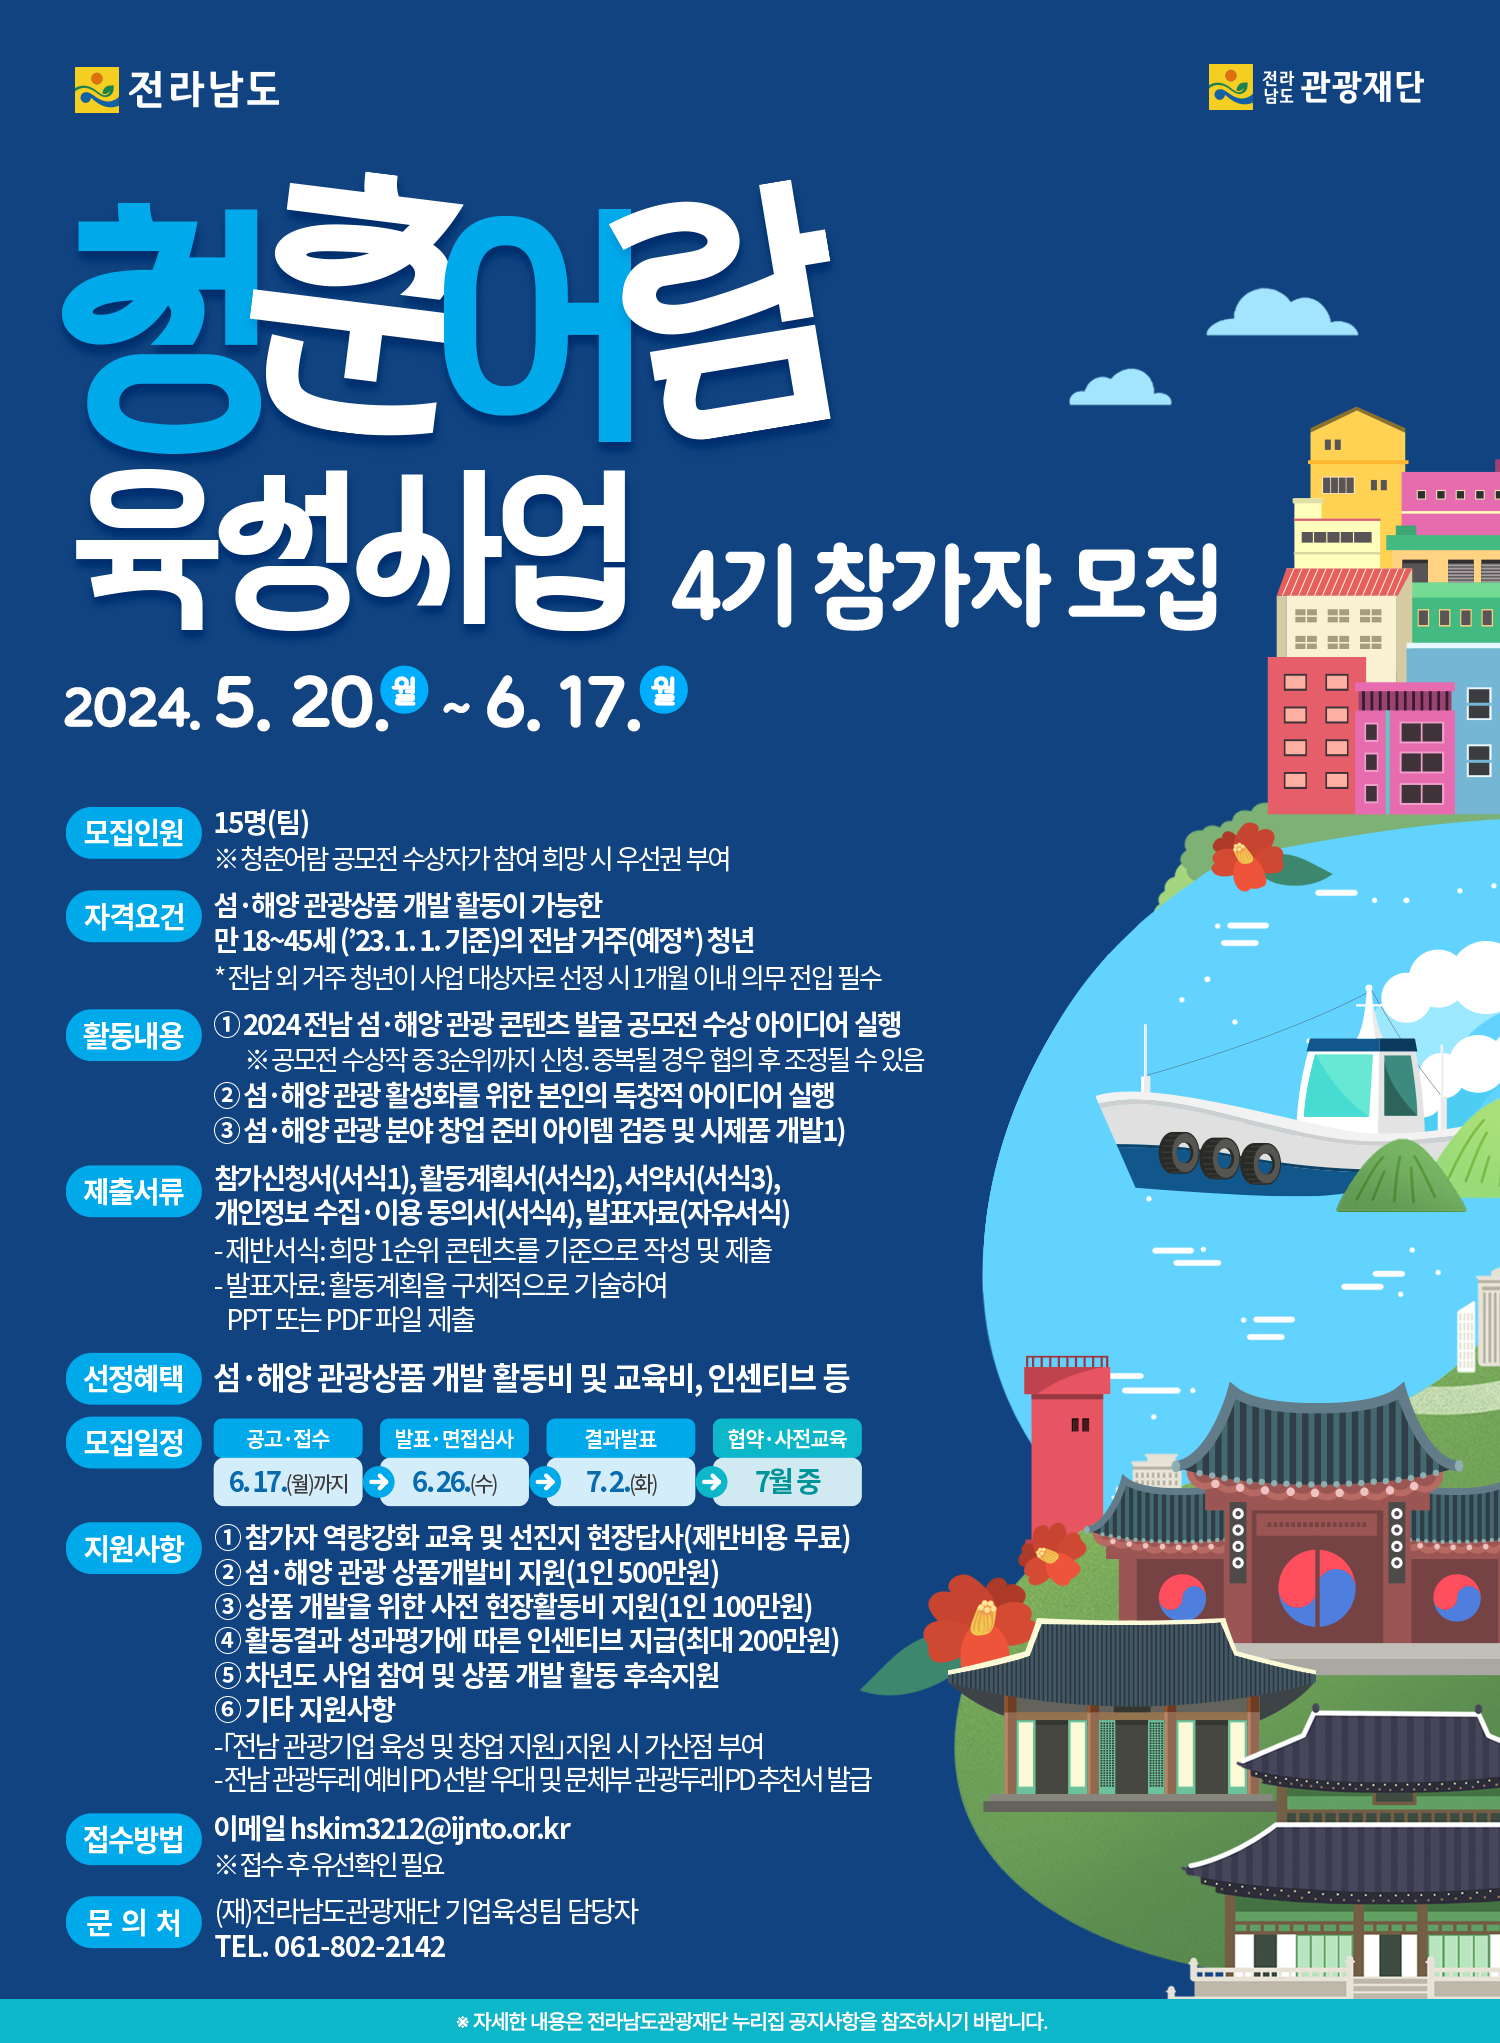 전라남도
전라남도 관광재단
청춘어람
육성사업 4기 참가자 모집
2024. 5. 20.월 ~ 6. 17.월
모집인원
15명(팀)
※ 청춘어람 공모전 수상자가 참여 희망 시 우선권 부여
자격요건
섬·해양 관광상품 개발 활동이 가능한
만 18~45세 (’23. 1. 1. 기준)의 전남 거주(예정*) 청년
* 전남 외 거주 청년이 사업 대상자로 선정 시 1개월 이내 의무 전입 필수
활동내용
① 2024 전남 섬·해양 관광 콘텐츠 발굴 공모전 수상 아이디어 실행
※ 공모전 수상작 중 3순위까지 신청. 중복될 경우 협의 후 조정될 수 있음
② 섬·해양 관광 활성화를 위한 본인의 독창적 아이디어 실행
③ 섬·해양 관광 분야 창업 준비 아이템 검증 및 시제품 개발1)
제출서류
참가신청서(서식1), 활동계획서(서식2), 서약서(서식3),
개인정보 수집·이용 동의서(서식4), 발표자료(자유서식)
- 제반서식: 희망 1순위 콘텐츠를 기준으로 작성 및 제출
- 발표자료: 활동계획을 구체적으로 기술하여
PPT 또는 PDF 파일 제출
선정혜택
섬·해양 관광상품 개발 활동비 및 교육비, 인센티브 등
모집일정
공고·접수 발표·면접심사 결과발표 협약·사전교육
6. 17.(월)까지 6. 26.(수) 7. 2.(화) 7월 중
지원사항
① 참가자 역량강화 교육 및 선진지 현장답사(제반비용 무료)
② 섬·해양 관광 상품개발비 지원(1인 500만원)
③ 상품 개발을 위한 사전 현장활동비 지원(1인 100만원)
④ 활동결과 성과평가에 따른 인센티브 지급(최대 200만원)
⑤ 차년도 사업 참여 및 상품 개발 활동 후속지원
⑥ 기타 지원사항
-「전남 관광기업 육성 및 창업 지원」지원 시 가산점 부여
- 전남 관광두레 예비PD 선발 우대 및 문체부 관광두레PD 추천서 발급
접수방법
이메일 hskim3212@ijnto.or.kr
※ 접수 후 유선확인 필요
문 의 처
(재)전라남도관광재단 기업육성팀 담당자
TEL. 061-802-2142
※ 자세한 내용은 전라남도관광재단 누리집 공지사항을 참조하시기 바랍니다.